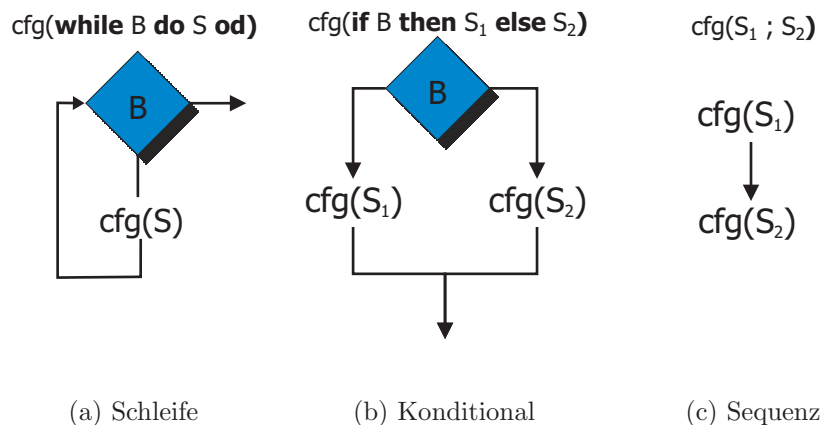 cfg(while B do S od)
B
cfg(S)
(a) Schleife
cfg(if B then S₁ else S₂)
B
cfg(S₁) cfg(S₂)
(b) Konditional
cfg(S₁ ; S₂)
cfg(S₁)
cfg(S₂)
(c) Sequenz